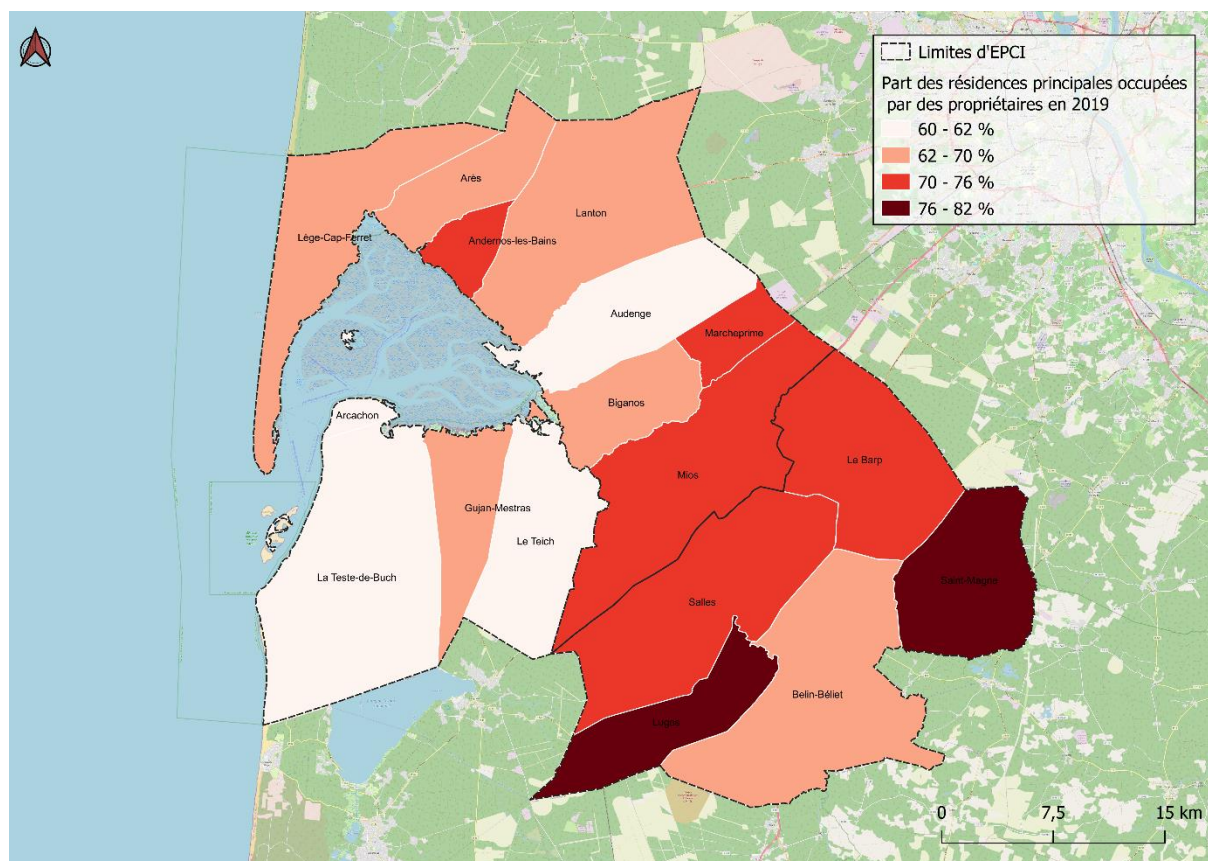 Limites d'EPCI
Part des résidences principales occupées
par des propriétaires en 2019
60 - 62 %
62 - 70 %
70 - 76 %
76 - 82 %
Arès
Lanton
Lège-Cap-Ferret
Andernos-les-Bains
Audenge
Marcheprime
Biganos
Arcachon
Le Barp
Mios
Gujan-Mestras
Le Teich
La Teste-de-Buch
Saint-Magne
Salles
Belin-Béliet
Lugos
0
7,5
15 km